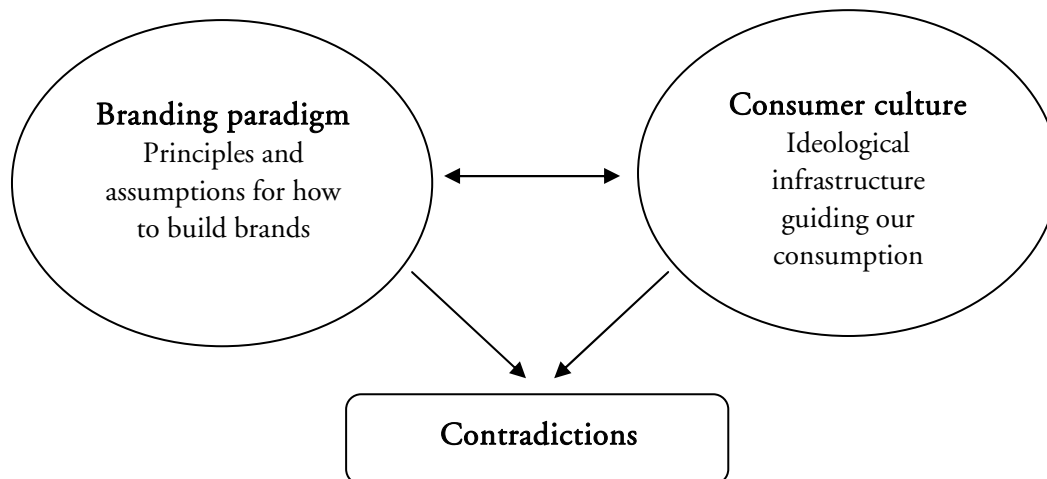 Branding paradigm
Principles and
assumptions for how
to build brands
Consumer culture
Ideological
infrastructure
guiding our
consumption
Contradictions